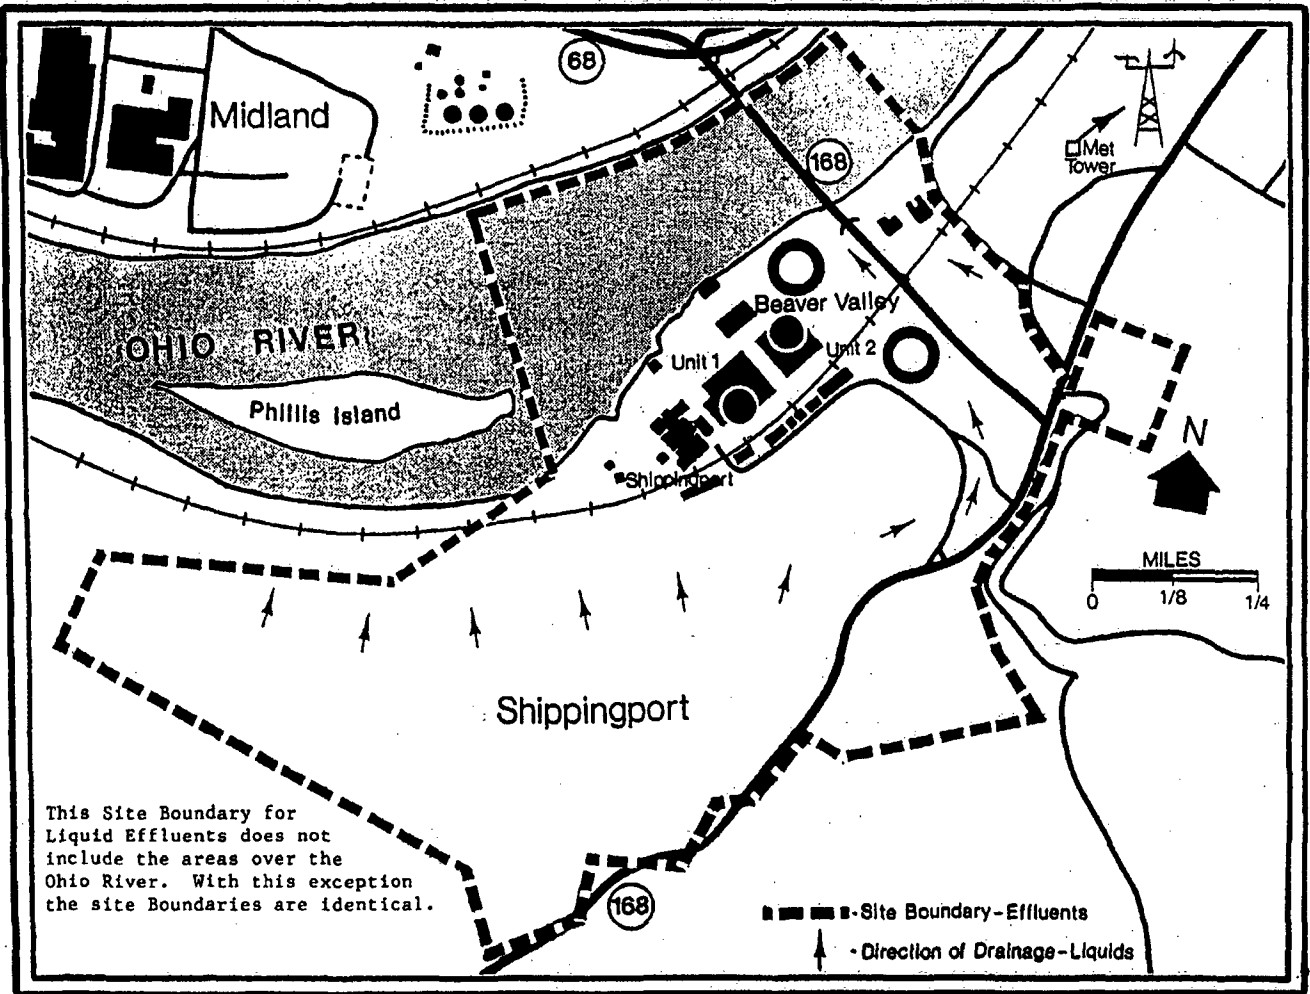 68
Midland
168
Met
Tower
Beaver Valley
OHIO RIVER
Unit 1
Unit 2
Phillis Island
N
Shippingport
MILES
0 1/8 1/4
Shippingport
This Site Boundary for
Liquid Effluents does not
include the areas over the
Ohio River. With this exception
the site Boundaries are identical.
168
Site Boundary-Effluents
Direction of Drainage-Liquids